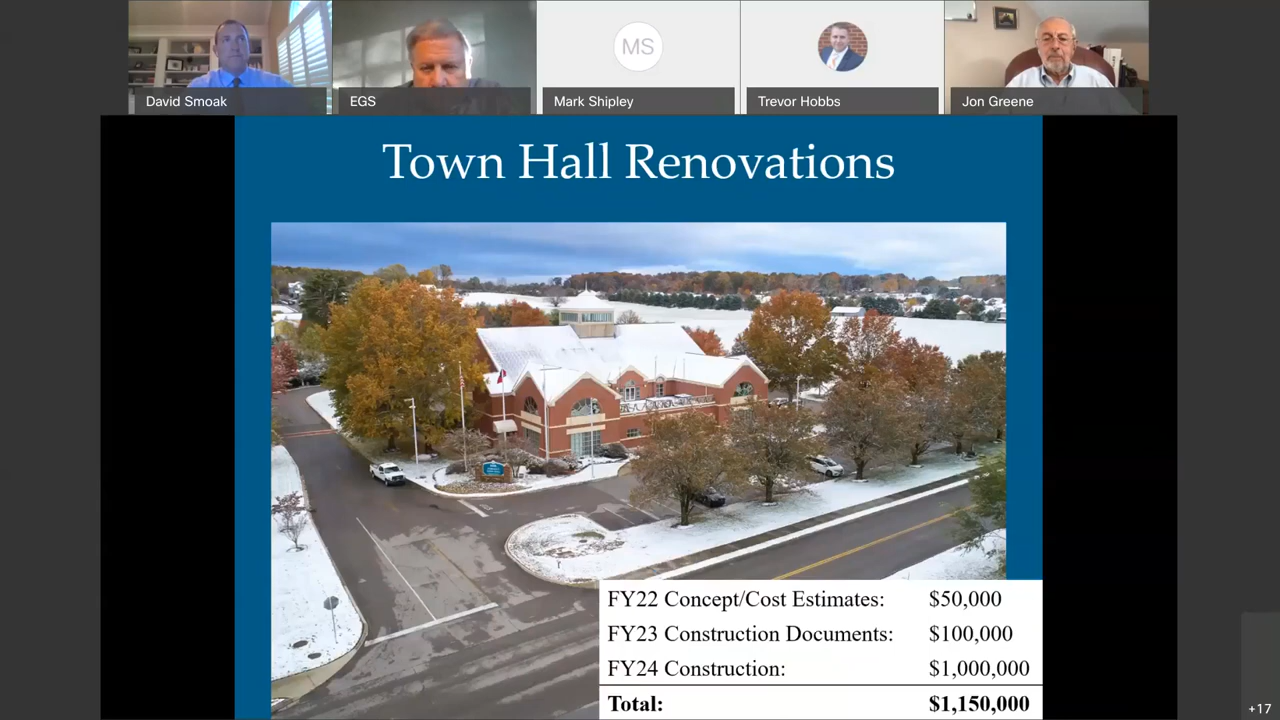 MS
David Smoak
EGS
Mark Shipley
Trevor Hobbs
Jon Greene
Town Hall Renovations
FY22 Concept/Cost Estimates: $50,000
FY23 Construction Documents: $100,000
FY24 Construction: $1,000,000
Total: $1,150,000
+17